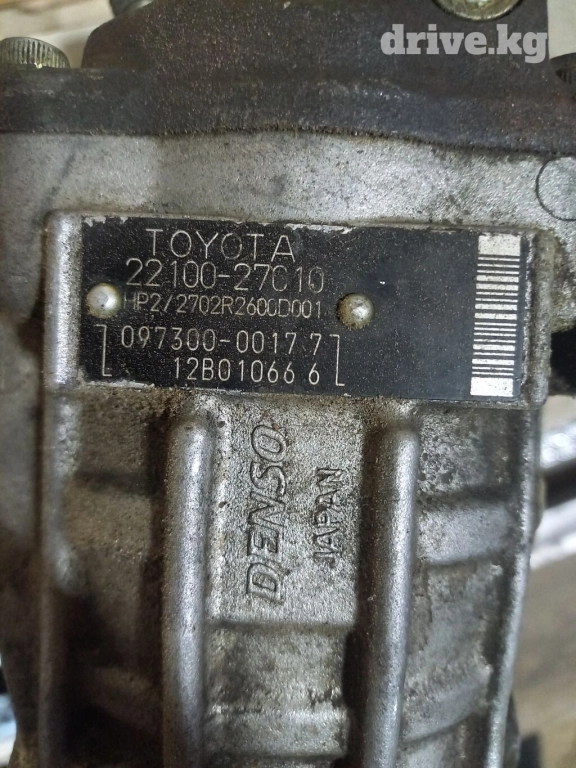 drive.kg
TOYOTA
22100-27010
HP2/2702R2600D001
097300-0017 7
12B01066 6
DENSO
JAPAN